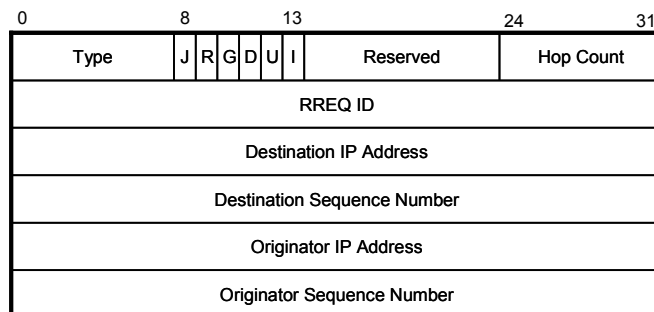 0 8 13 24 31
Type J R G D U I Reserved Hop Count
RREQ ID
Destination IP Address
Destination Sequence Number
Originator IP Address
Originator Sequence Number